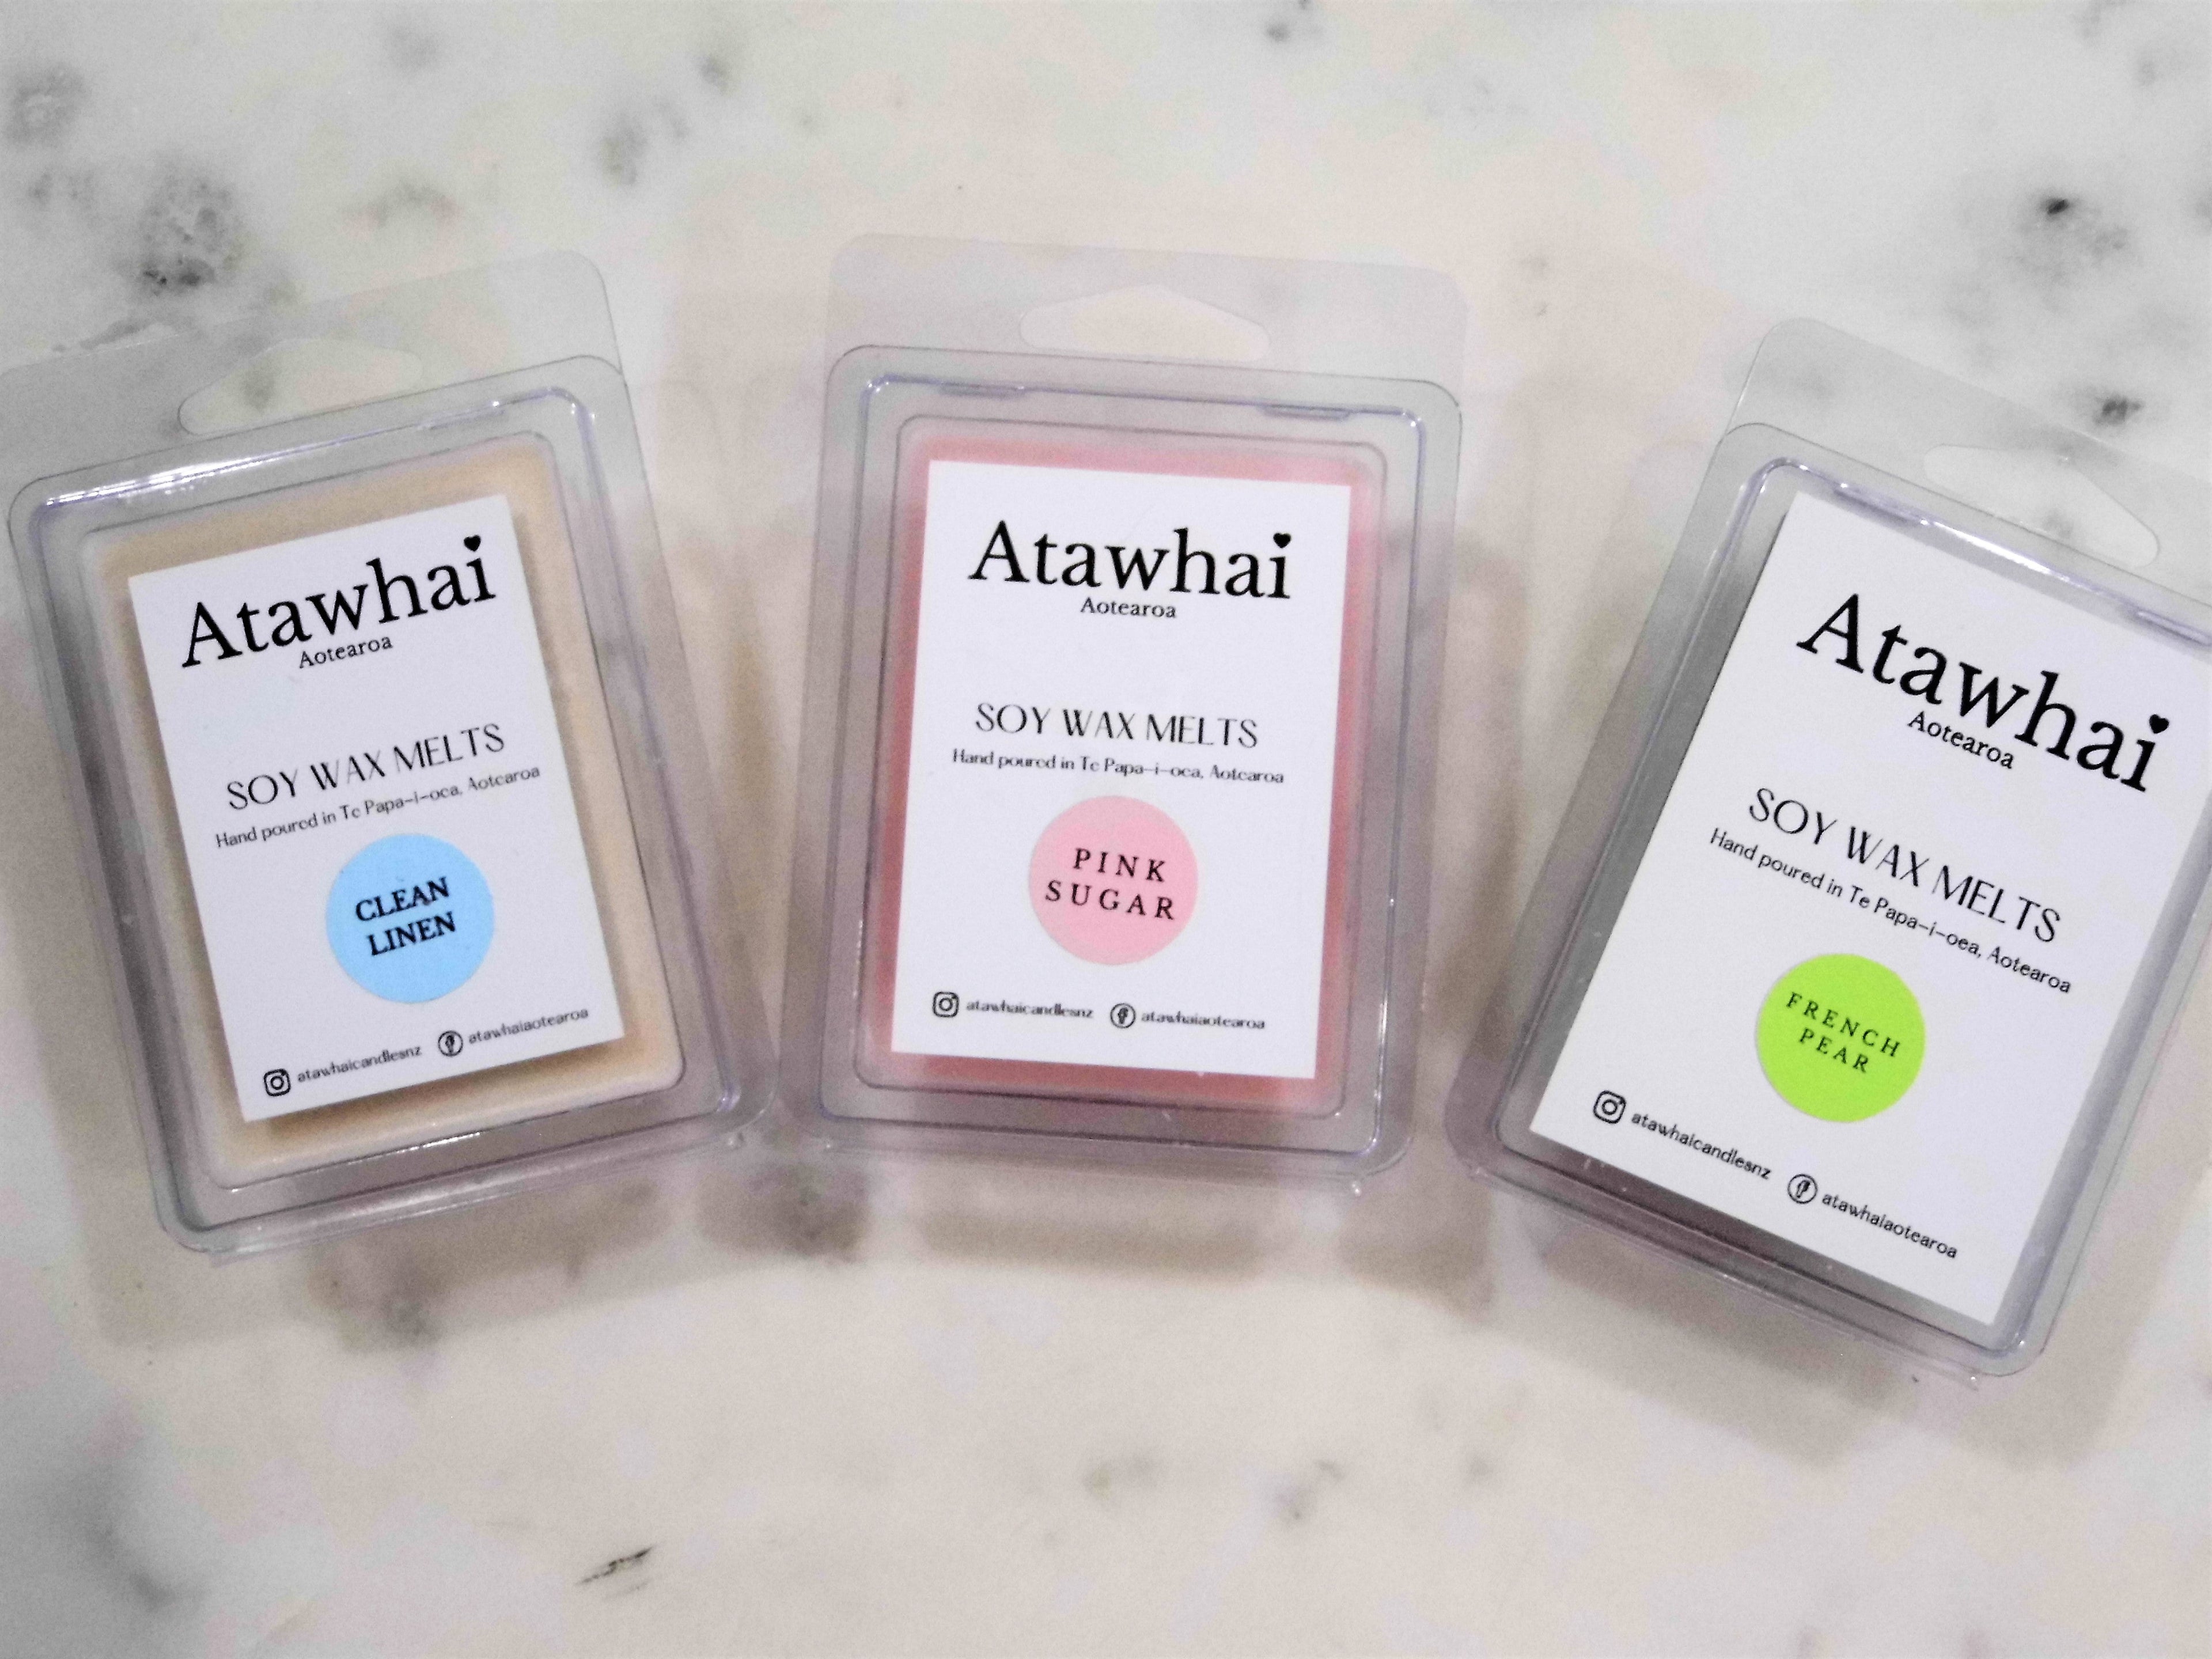 Atawhai
Aotearoa
SOY WAX MELTS
Hand poured in Te Papa-i-oea, Aotearoa
CLEAN
LINEN
atawhaicandlesnz atawhaiaotearoa
Atawhai
Aotearoa
SOY WAX MELTS
Hand poured in Te Papa-i-oea, Aotearoa
PINK
SUGAR
atawhaicandlesnz atawhaiaotearoa
Atawhai
Aotearoa
SOY WAX MELTS
Hand poured in Te Papa-i-oea, Aotearoa
FRENCH
PEAR
atawhaicandlesnz atawhaiaotearoa